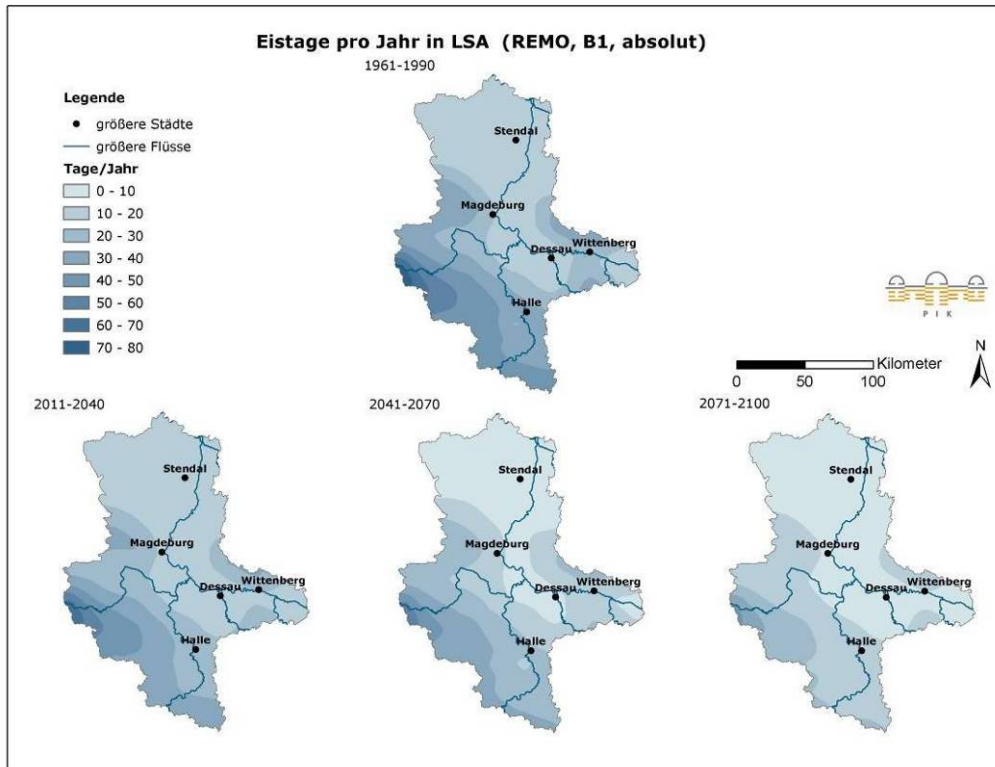 Eistage pro Jahr in LSA (REMO, B1, absolut)
1961-1990
Legende
größere Städte
größere Flüsse
Tage/Jahr
0 - 10
10 - 20
20 - 30
30 - 40
40 - 50
50 - 60
60 - 70
70 - 80
Stendal
Magdeburg
Dessau
Wittenberg
Halle
P I K
N
Kilometer
0 50 100
2011-2040
Stendal
Magdeburg
Dessau
Wittenberg
Halle
2041-2070
Stendal
Magdeburg
Dessau
Wittenberg
Halle
2071-2100
Stendal
Magdeburg
Dessau
Wittenberg
Halle